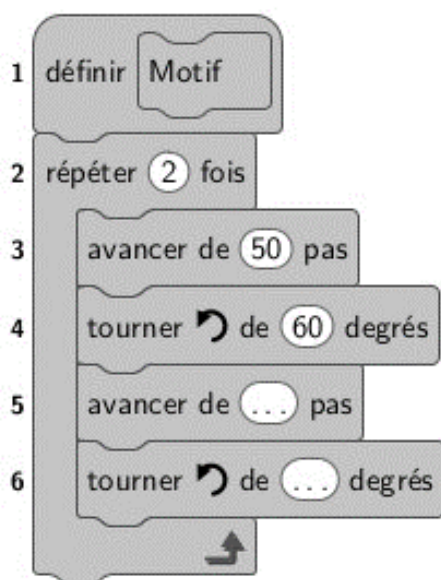 1 définir Motif
2 répéter 2 fois
3 avancer de 50 pas
4 tourner de 60 degrés
5 avancer de ... pas
6 tourner de ... degrés